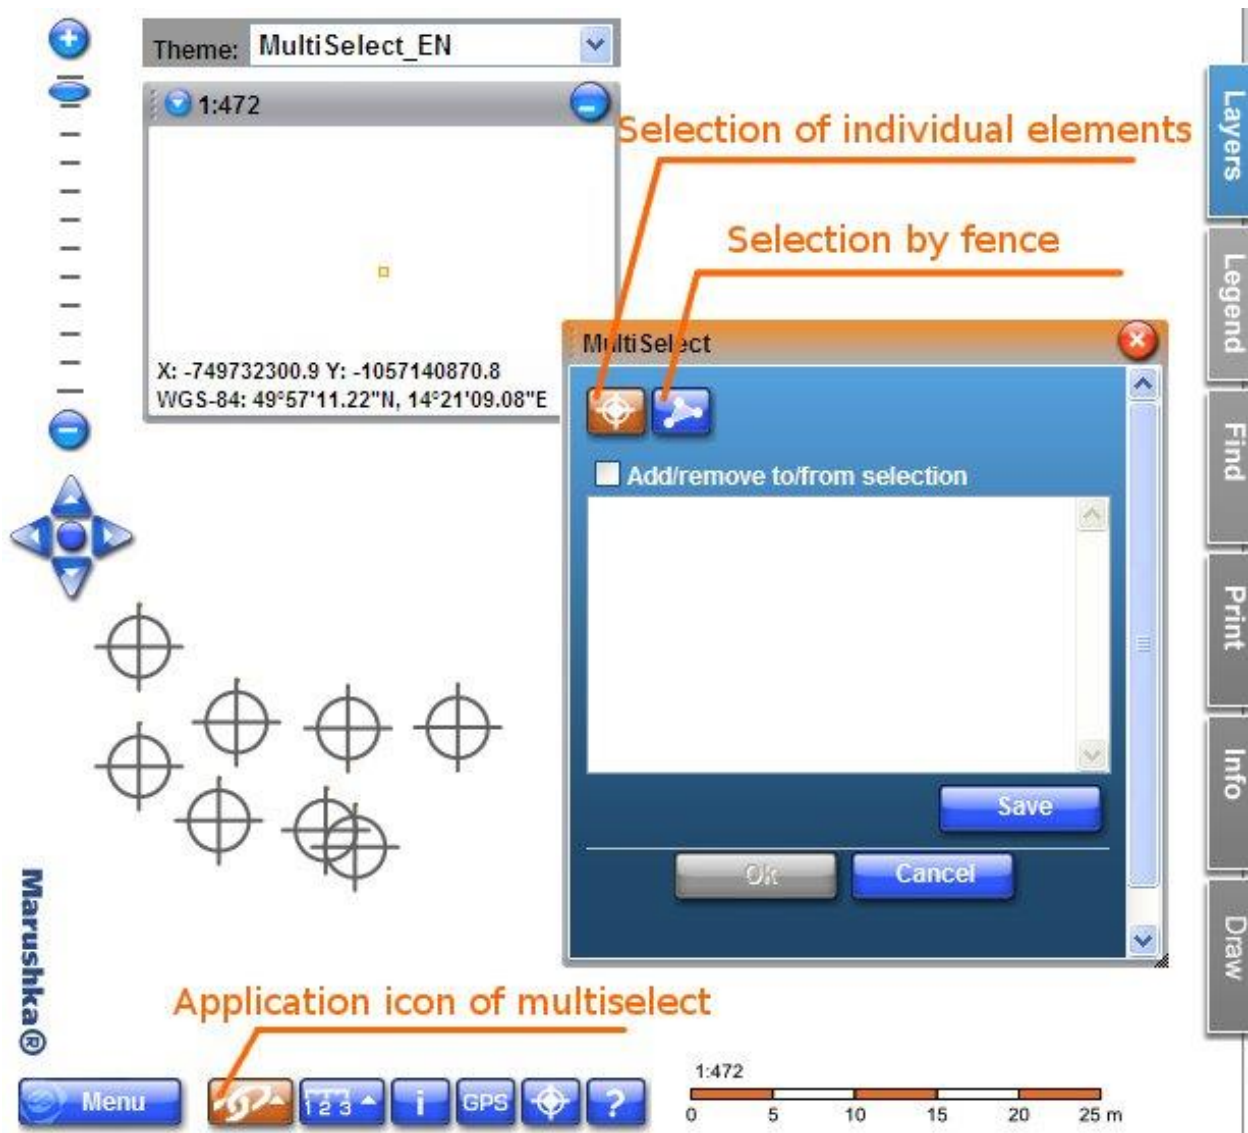 Theme: MultiSelect_EN
1:472
Selection of individual elements
Selection by fence
X: -749732300.9 Y: -1057140870.8
WGS-84: 49°57'11.22"N, 14°21'09.08"E
MultiSelect
Add/remove to/from selection
Save
Ok
Cancel
Layers
Legend
Find
Print
Info
Draw
Marushka®
Application icon of multiselect
Menu
1 2 3
i
GPS
?
1:472
0 5 10 15 20 25 m